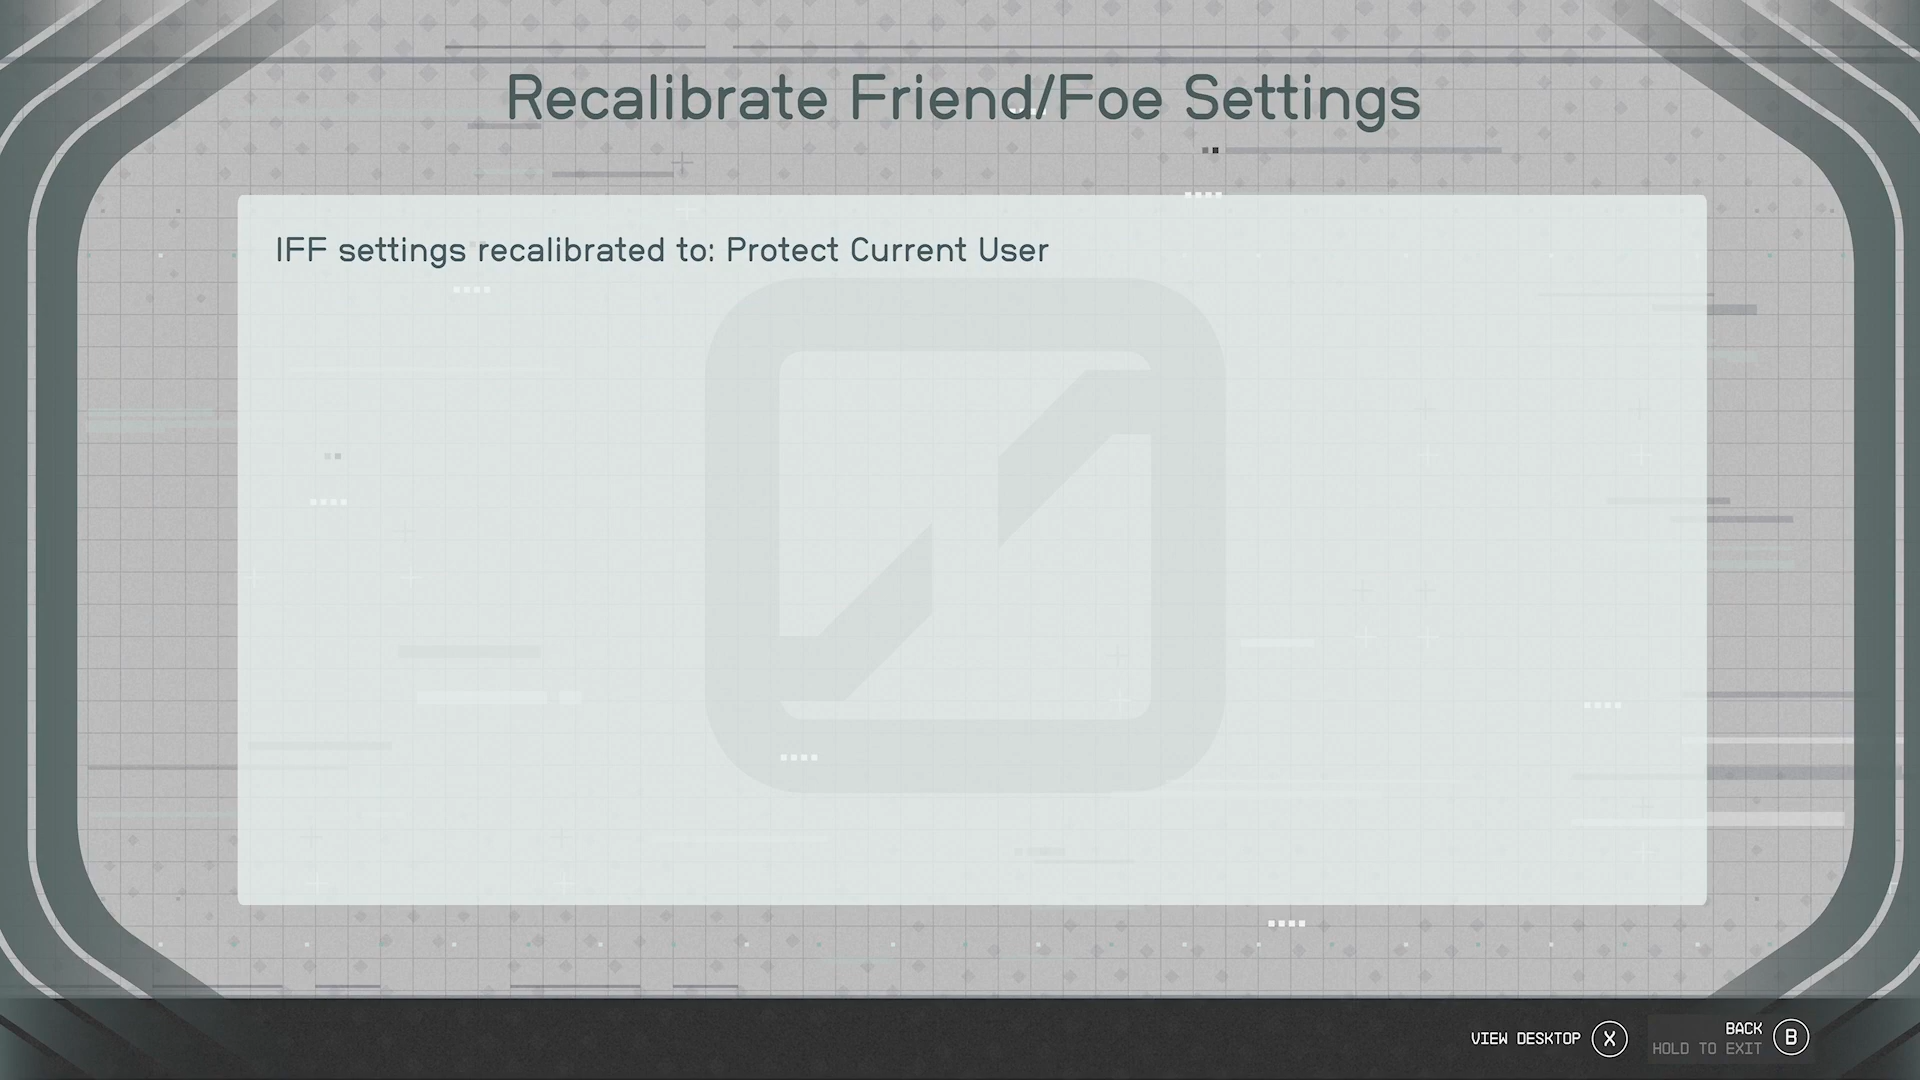 Recalibrate Friend/Foe Settings
IFF settings recalibrated to: Protect Current User
VIEW DESKTOP X
BACK B
HOLD TO EXIT